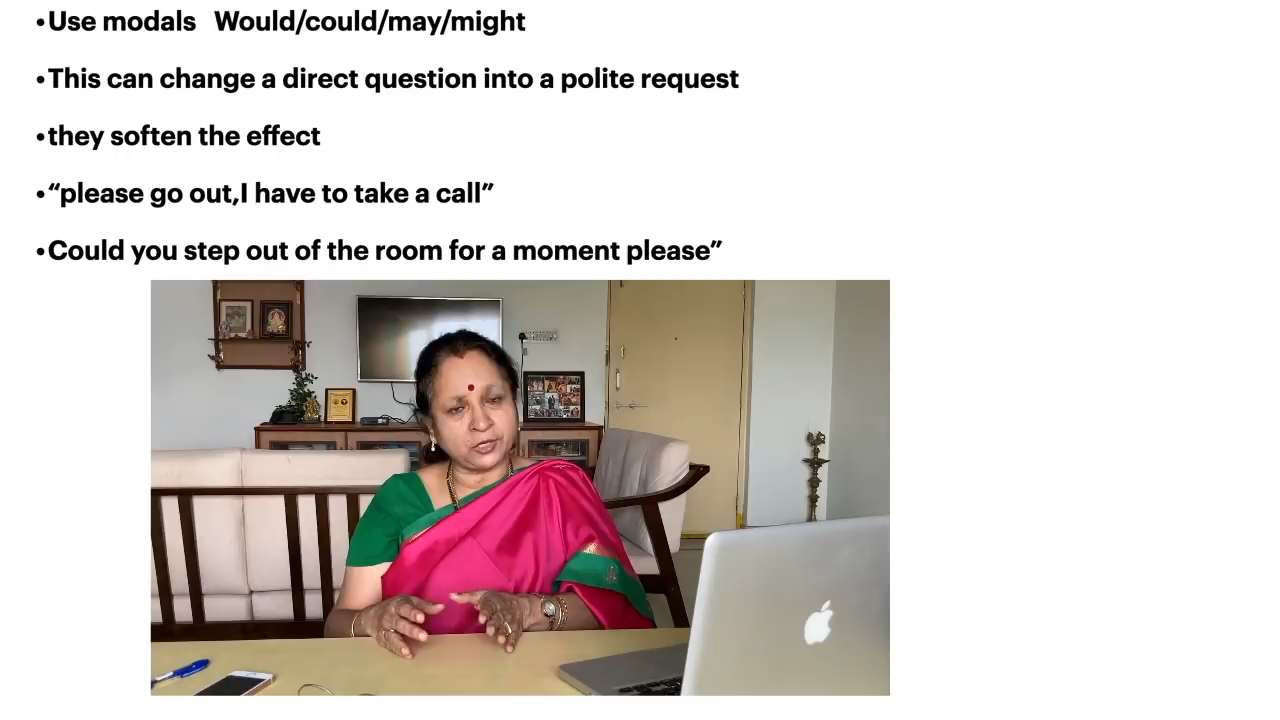 •Use modals Would/could/may/might
•This can change a direct question into a polite request
•they soften the effect
•“please go out,I have to take a call”
•Could you step out of the room for a moment please”